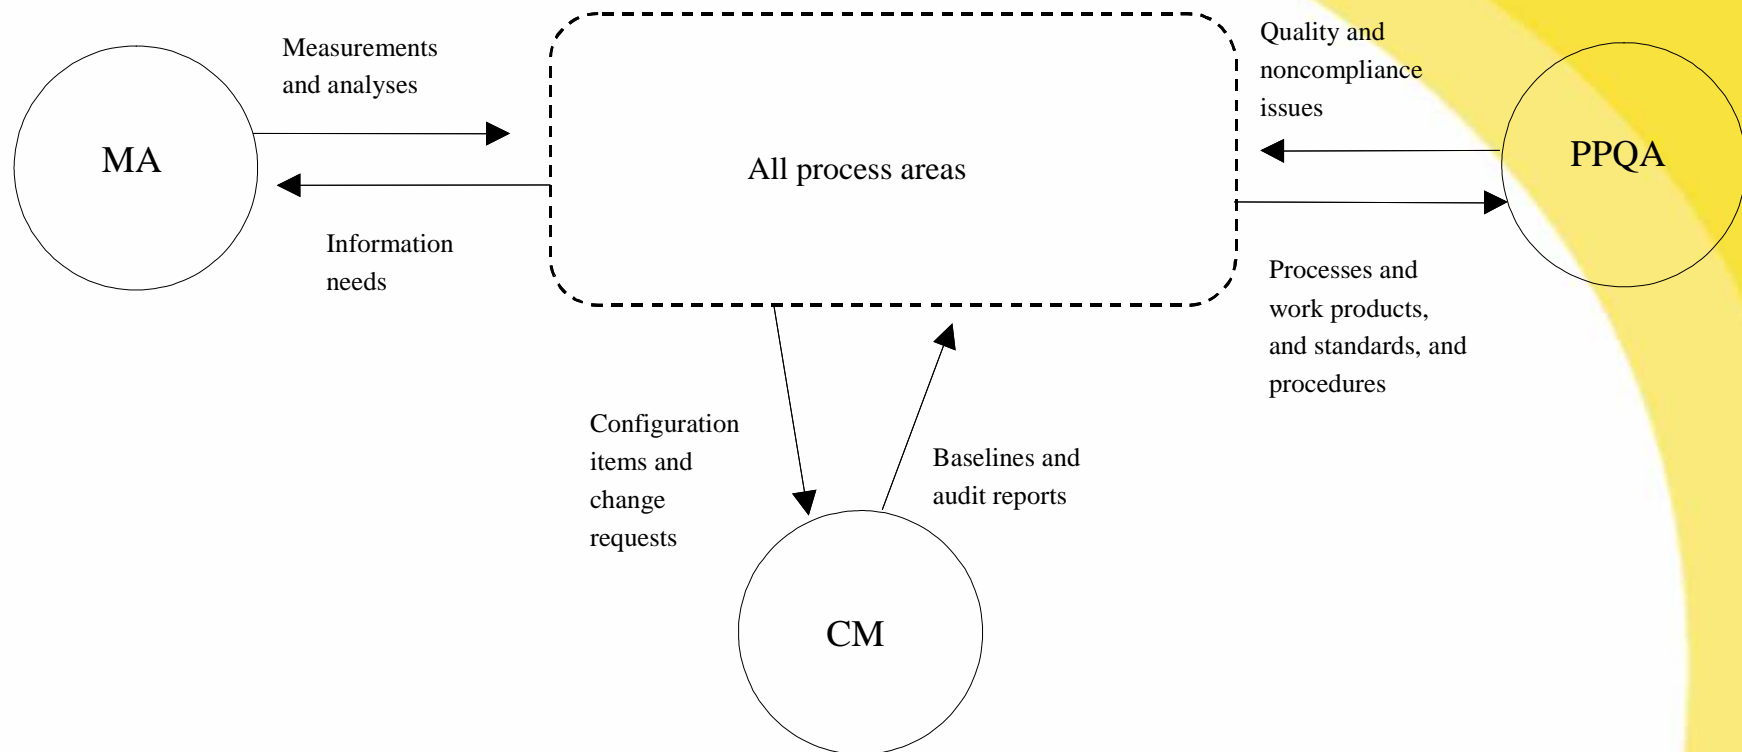 Measurements
and analyses
MA
Information
needs
All process areas
Quality and
noncompliance
issues
PPQA
Processes and
work products,
and standards, and
procedures
Configuration
items and
change
requests
Baselines and
audit reports
CM